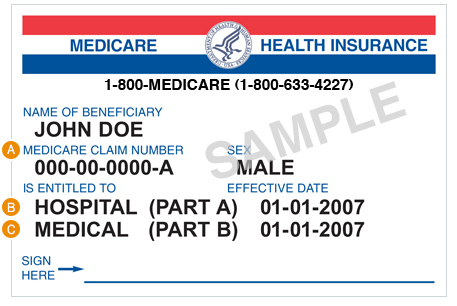 MEDICARE HEALTH INSURANCE
1-800-MEDICARE (1-800-633-4227)
NAME OF BENEFICIARY
JOHN DOE
A MEDICARE CLAIM NUMBER SEX
000-00-0000-A MALE
IS ENTITLED TO EFFECTIVE DATE
B HOSPITAL (PART A) 01-01-2007
C MEDICAL (PART B) 01-01-2007
SIGN
HERE
SAMPLE